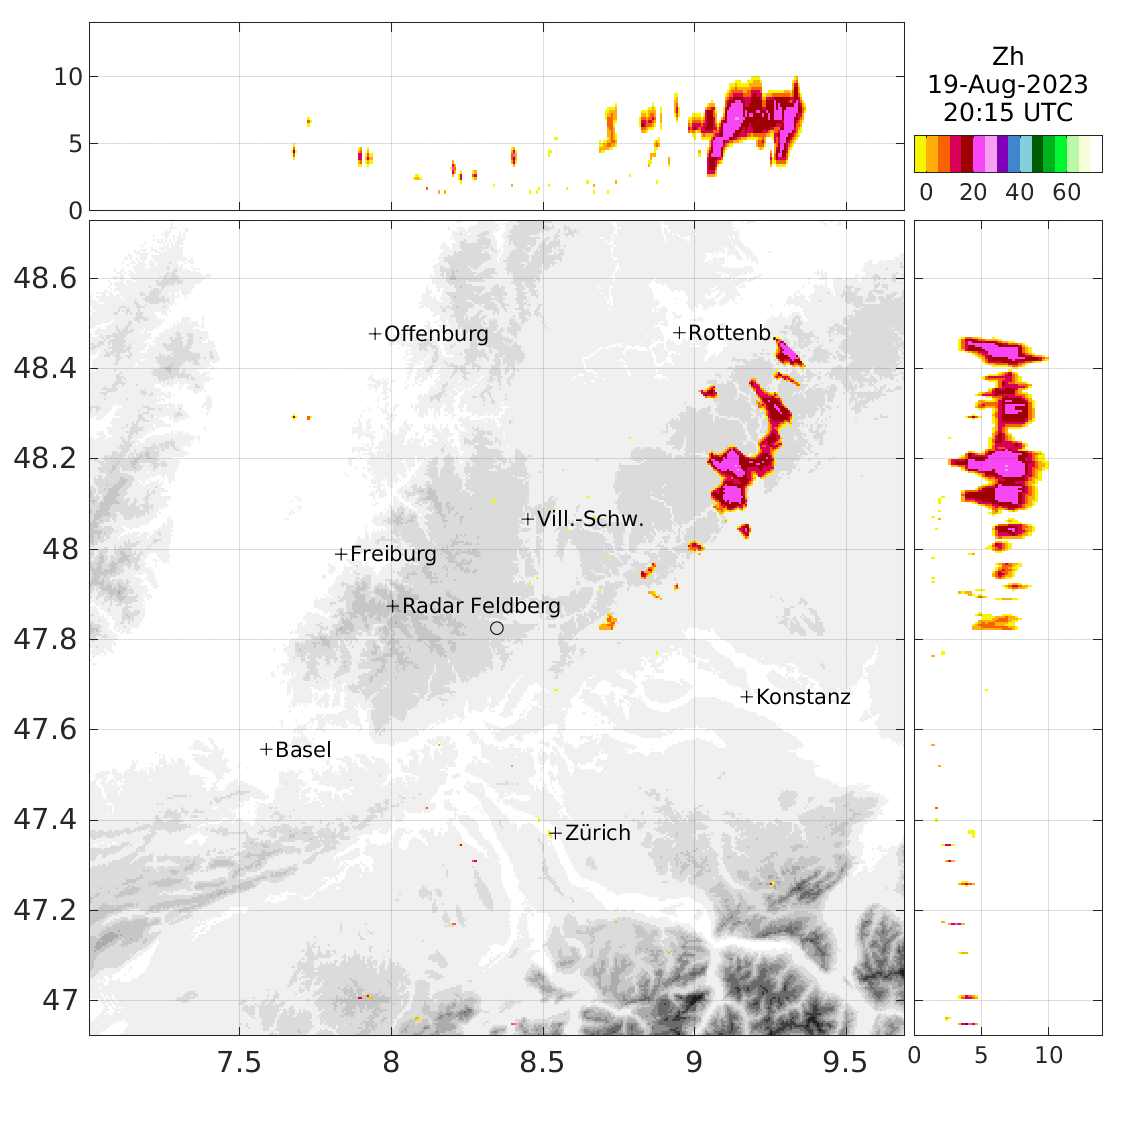 10
5
0
Zh
19-Aug-2023
20:15 UTC
0 20 40 60
48.6
48.4
48.2
48
47.8
47.6
47.4
47.2
47
+Offenburg
+Rottenb.
+Vill.-Schw.
+Freiburg
+Radar Feldberg
+Konstanz
+Basel
+Zürich
7.5 8 8.5 9 9.5
0 5 10